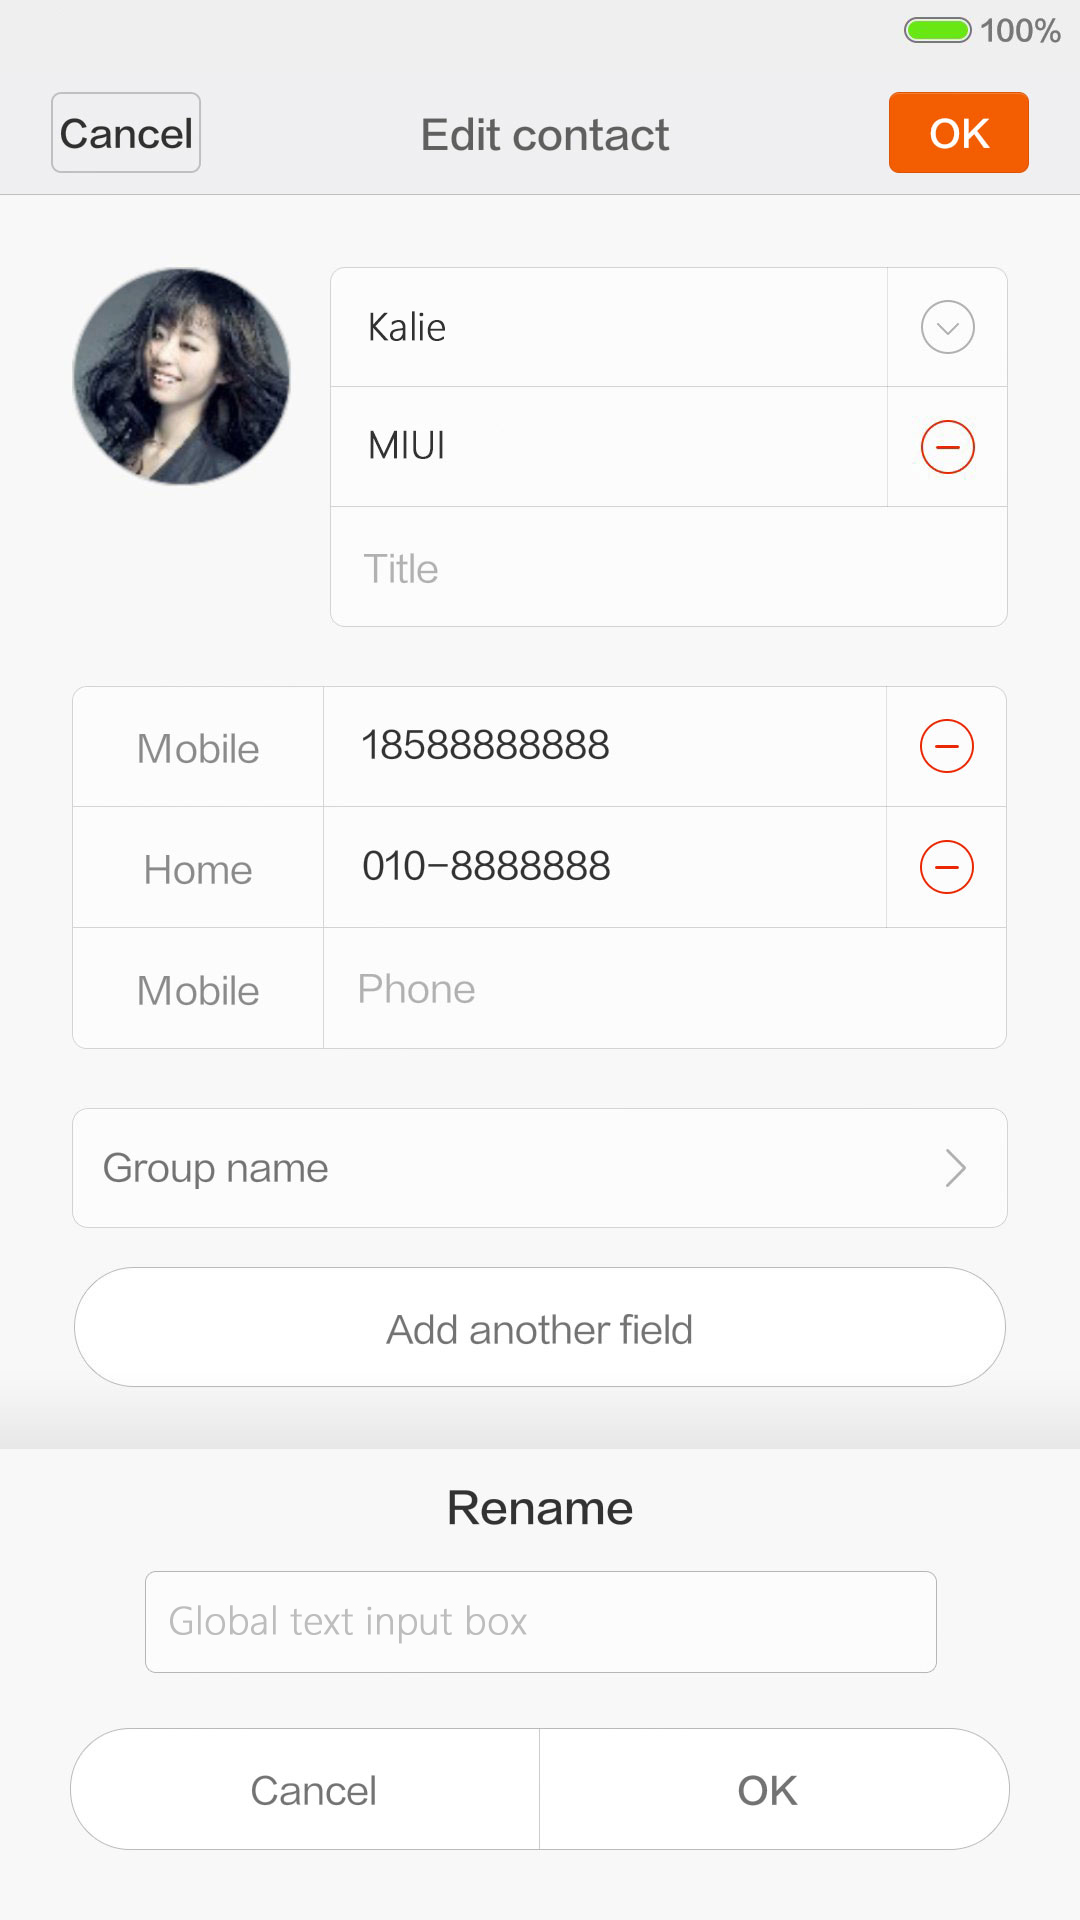 100%
Cancel
Edit contact
OK
Kalie
MIUI
Title
Mobile
18588888888
Home
010-8888888
Mobile
Phone
Group name
Add another field
Rename
Global text input box
Cancel
OK